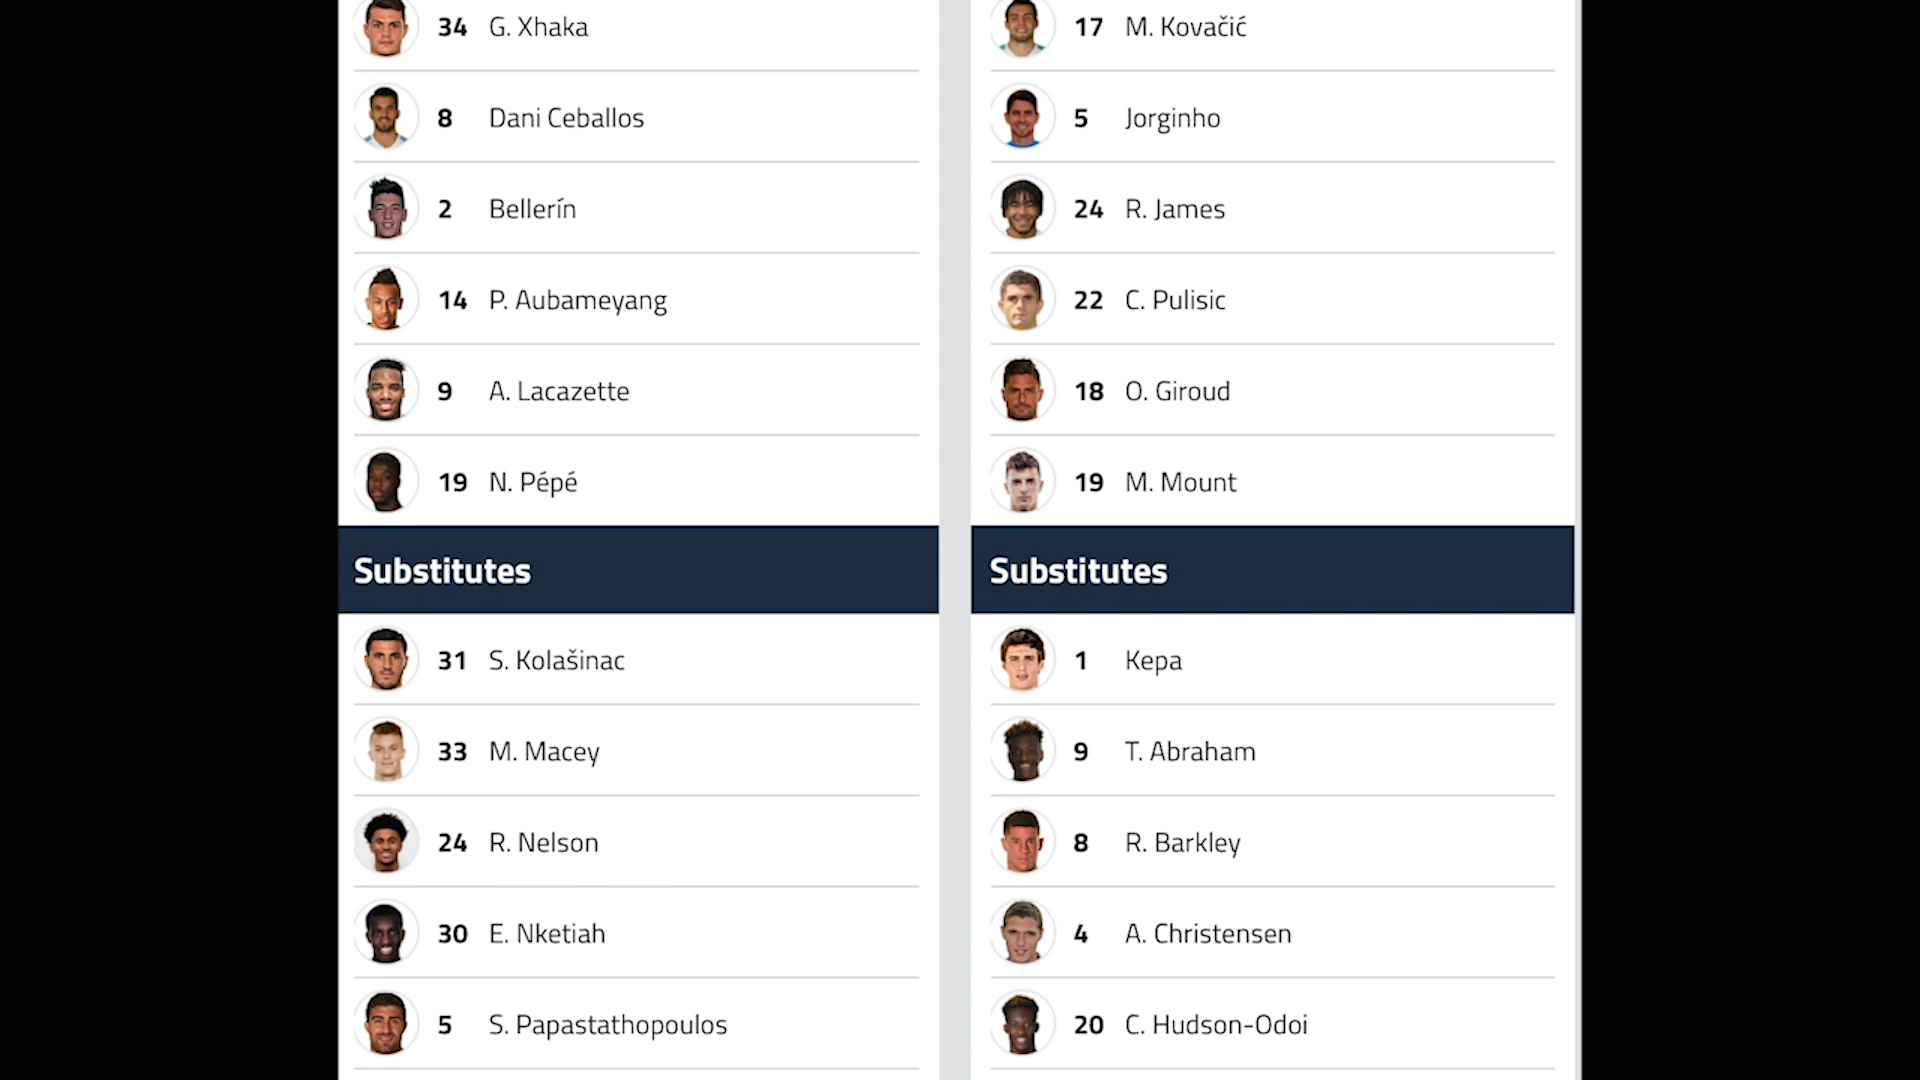 34 G. Xhaka
8 Dani Ceballos
2 Bellerín
14 P. Aubameyang
9 A. Lacazette
19 N. Pépé
Substitutes
31 S. Kolašinac
33 M. Macey
24 R. Nelson
30 E. Nketiah
5 S. Papastathopoulos
17 M. Kovačić
5 Jorginho
24 R. James
22 C. Pulisic
18 O. Giroud
19 M. Mount
Substitutes
1 Kepa
9 T. Abraham
8 R. Barkley
4 A. Christensen
20 C. Hudson-Odoi